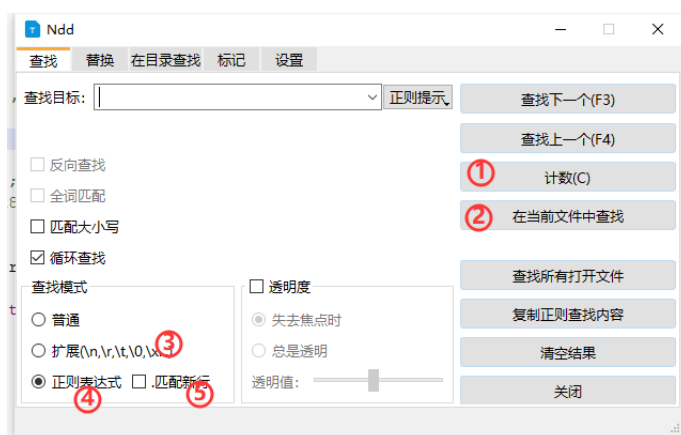 Ndd
查找 替换 在目录查找 标记 设置
查找目标: 正则提示
查找下一个(F3)
查找上一个(F4)
反向查找
① 计数(C)
全词匹配
② 在当前文件中查找
匹配大小写
循环查找
查找所有打开文件
查找模式 透明度
普通 失去焦点时
复制正则查找内容
扩展(\n,\r,\t,\0,\x ③ 总是透明
清空结果
正则表达式 .匹配新行 透明值:
④ ⑤
关闭